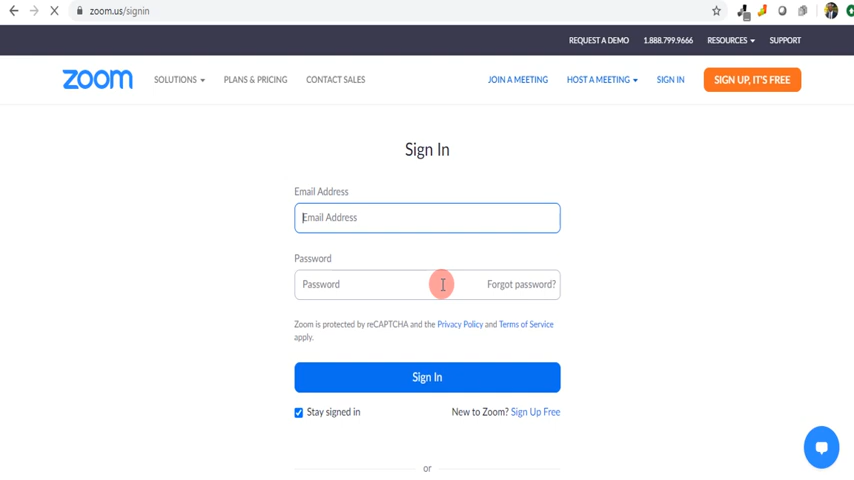 zoom.us/signin
REQUEST A DEMO 1.888.799.9666 RESOURCES SUPPORT
zoom SOLUTIONS PLANS & PRICING CONTACT SALES JOIN A MEETING HOST A MEETING SIGN IN SIGN UP, IT'S FREE
Sign In
Email Address
Email Address
Password
Password Forgot password?
Zoom is protected by reCAPTCHA and the Privacy Policy and Terms of Service
apply.
Sign In
Stay signed in New to Zoom? Sign Up Free
or